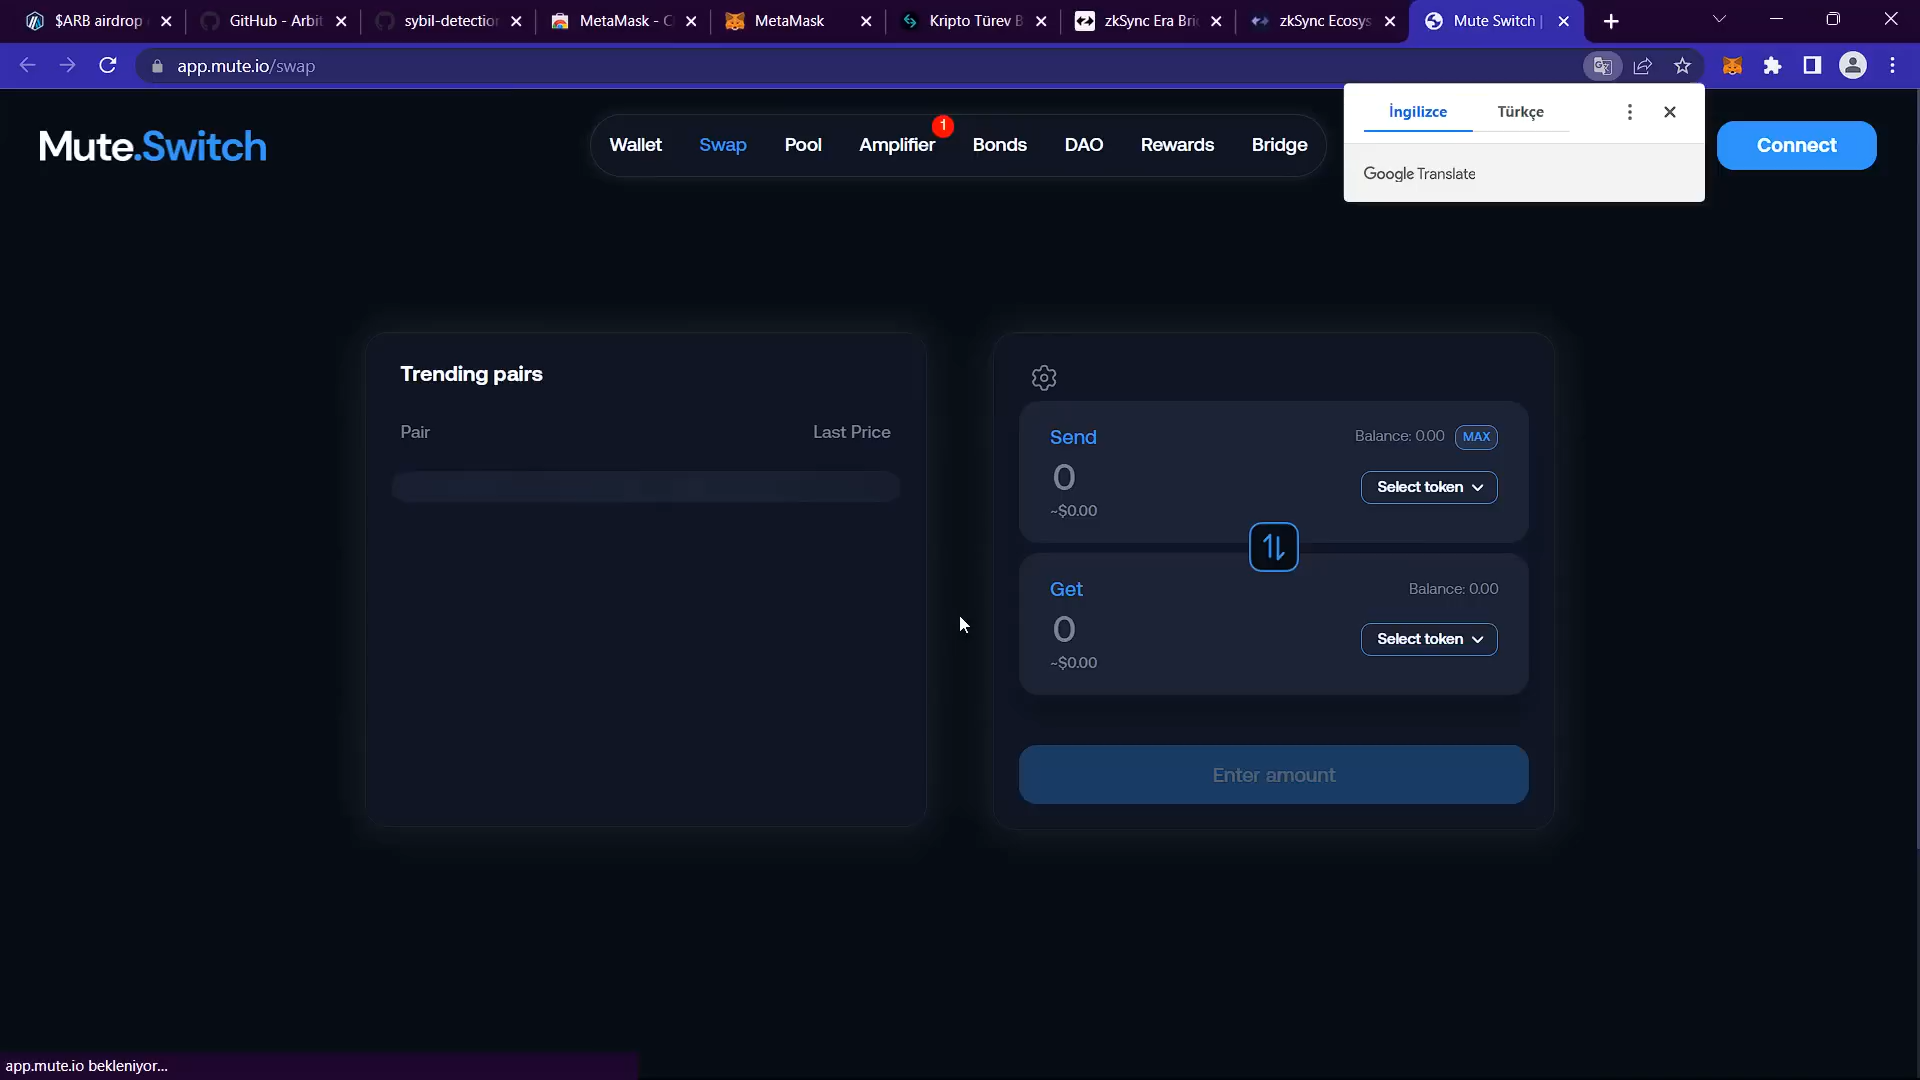 $ARB airdrop
GitHub - Arbit
sybil-detection
MetaMask - C
MetaMask
Kripto Türev B
zkSync Era Bri
zkSync Ecosys
Mute Switch |
app.mute.io/swap
İngilizce
Türkçe
Google Translate
Mute.Switch
Wallet
Swap
Pool
Amplifier
1
Bonds
DAO
Rewards
Bridge
Connect
Trending pairs
Pair
Last Price
Send
Balance: 0.00
MAX
0
Select token
~$0.00
Get
Balance: 0.00
0
Select token
~$0.00
Enter amount
app.mute.io bekleniyor...